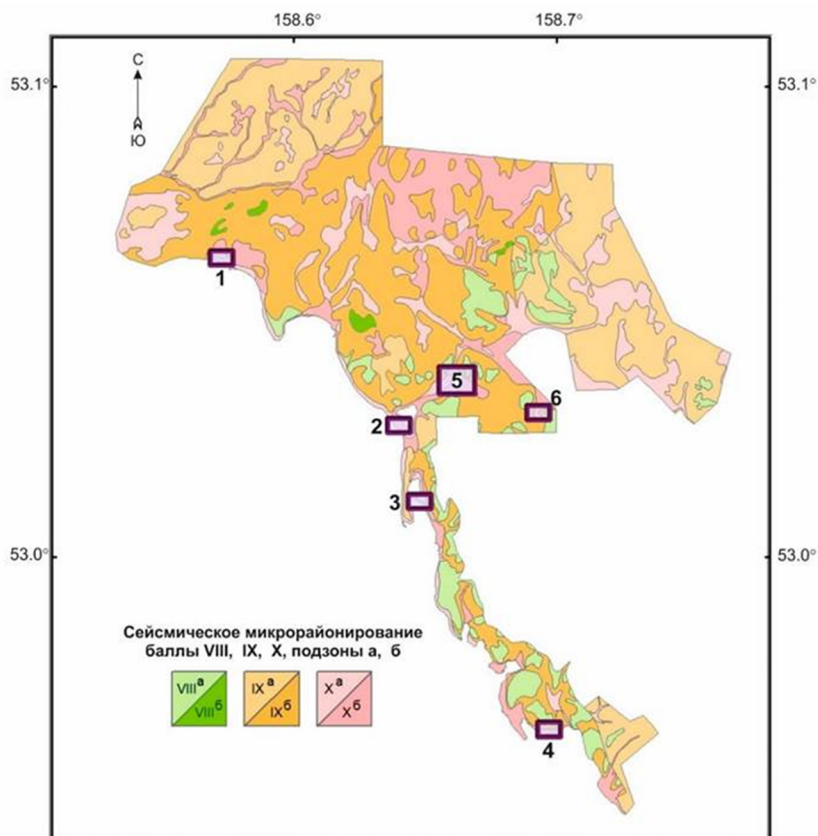 158.6° 158.7°
53.1° 53.1°
С
Ю
1
5
6
2
3
53.0° 53.0°
Сейсмическое микрорайонирование
баллы VIII, IX, X, подзоны а, б
VIIIа IXа Xа
VIIIб IXб Xб
4